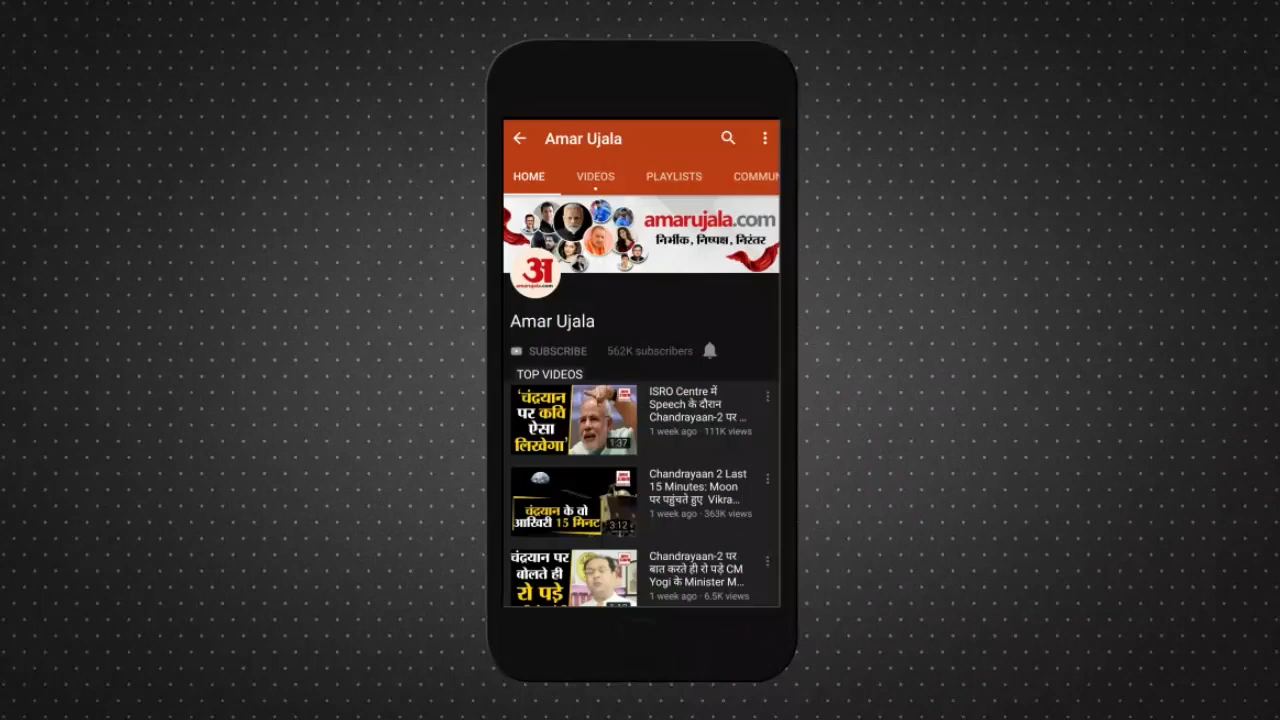 Amar Ujala
HOME VIDEOS PLAYLISTS COMMUN
amarujala.com
निर्भीक, निष्पक्ष, निरंतर
अ
amarujala.com
Amar Ujala
SUBSCRIBE 562K subscribers
TOP VIDEOS
'चंद्रयान
पर कवि
ऐसा
लिखेगा'
1:37
ISRO Centre में
Speech के दौरान
Chandrayaan-2 पर ...
1 week ago · 111K views
चंद्रयान के वो
आखिरी 15 मिनट
3:12
Chandrayaan 2 Last
15 Minutes: Moon
पर पहुंचते हुए Vikra...
1 week ago · 363K views
चंद्रयान पर
बोलते ही
रो पड़े
Chandrayaan-2 पर
बात करते ही रो पड़े CM
Yogi के Minister M...
1 week ago · 6.5K views